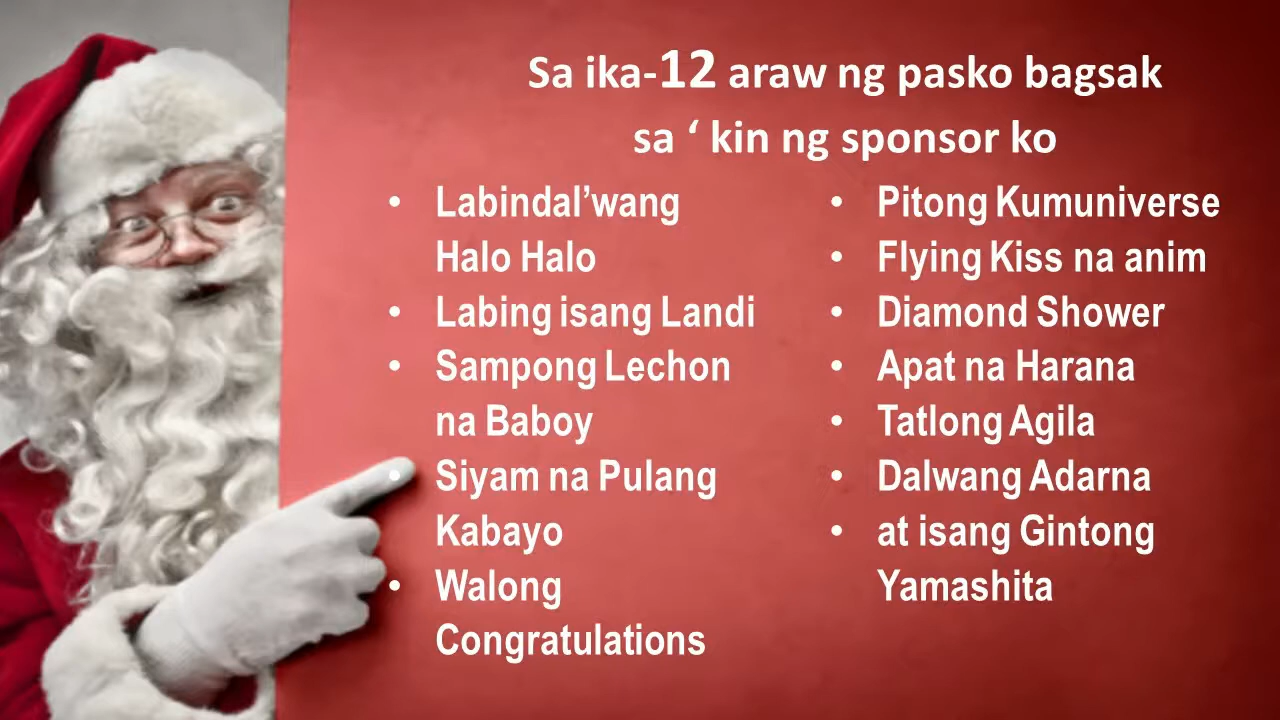 Sa ika-12 araw ng pasko bagsak
sa ‘ kin ng sponsor ko
• Labindal’wang
Halo Halo
• Labing isang Landi
• Sampong Lechon
na Baboy
• Siyam na Pulang
Kabayo
• Walong
Congratulations
• Pitong Kumuniverse
• Flying Kiss na anim
• Diamond Shower
• Apat na Harana
• Tatlong Agila
• Dalwang Adarna
• at isang Gintong
Yamashita